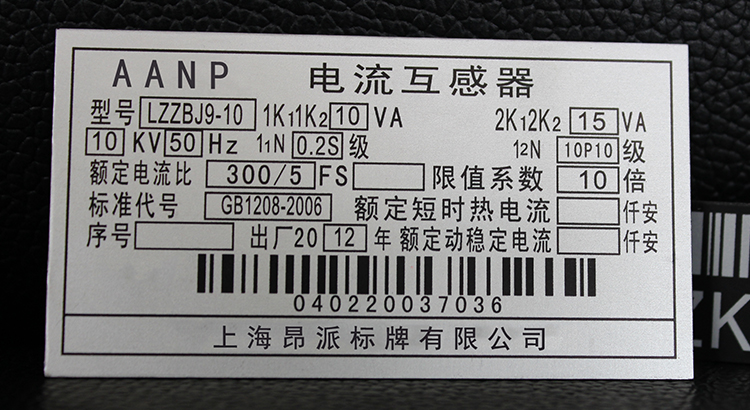 AANP 电流互感器
型号 LZZBJ9-10 1K₁1K₂ 10 VA 2K₁2K₂ 15 VA
10 KV 50 Hz 1₁N 0.2S 级 1₂N 10P10 级
额定电流比 300/5 FS 限值系数 10 倍
标准代号 GB1208-2006 额定短时热电流 仟安
序号 出厂20 12 年 额定动稳定电流 仟安
040220037036
上海昂派标牌有限公司
ZK